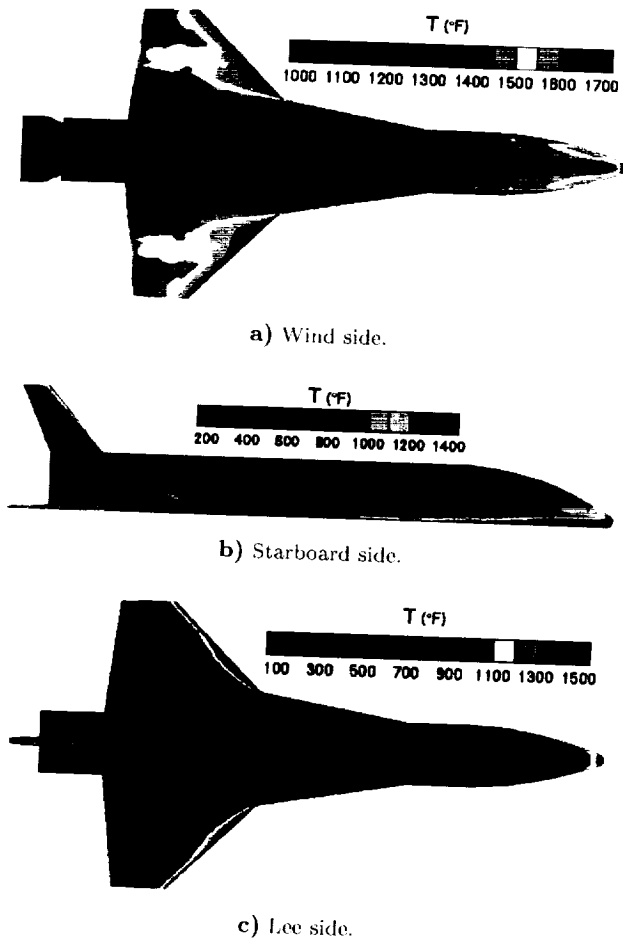 T (°F)
1000 1100 1200 1300 1400 1500 1600 1700
a) Wind side.
T (°F)
200 400 600 800 1000 1200 1400
b) Starboard side.
T (°F)
100 300 500 700 900 1100 1300 1500
c) Lee side.